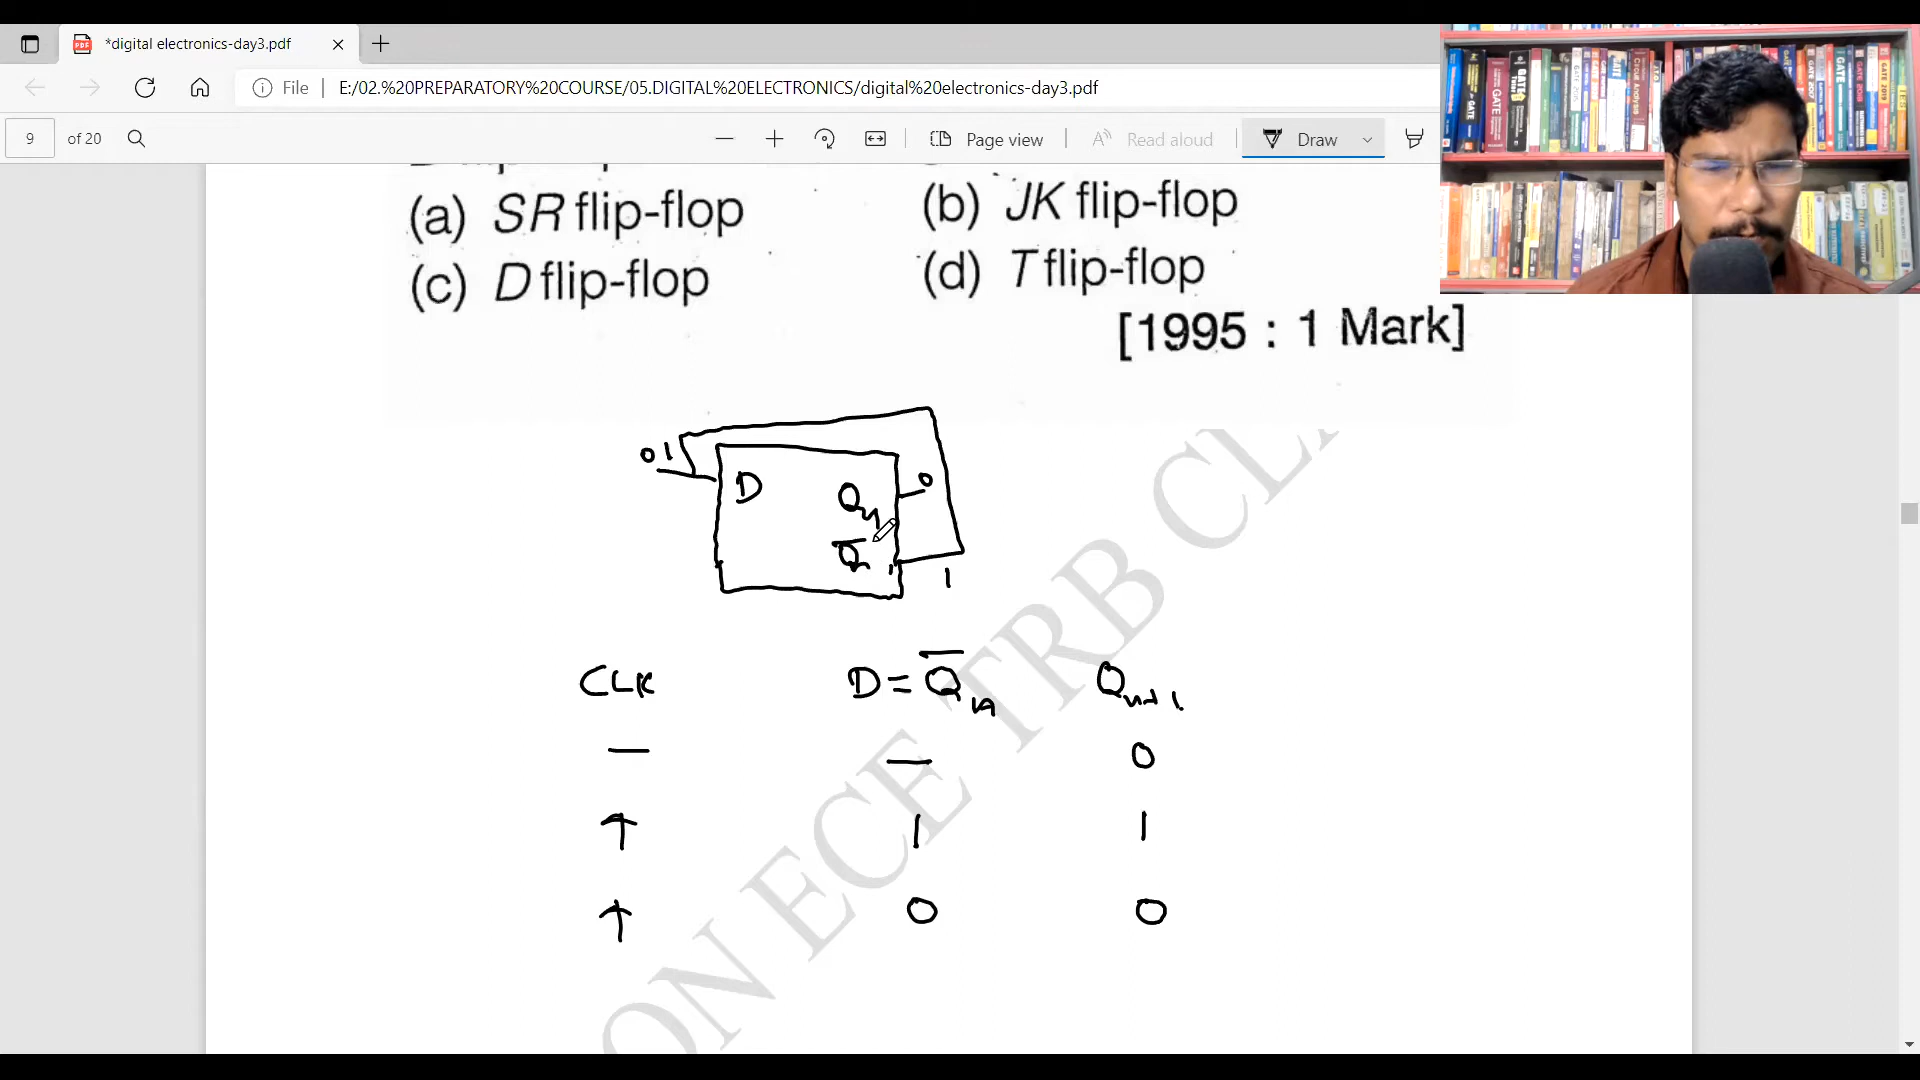 *digital electronics-day3.pdf
File E:/02.%20PREPARATORY%20COURSE/05.DIGITAL%20ELECTRONICS/digital%20electronics-day3.pdf
9 of 20 Page view Read aloud Draw
(a) SR flip-flop (b) JK flip-flop
(c) D flip-flop (d) T flip-flop
[1995 : 1 Mark]
0 1
D Qn 0
Q̅ 1
CLK D = Q̅n Qn+1
— — 0
↑ 1 1
↑ 0 0
ON ECE TRB CL